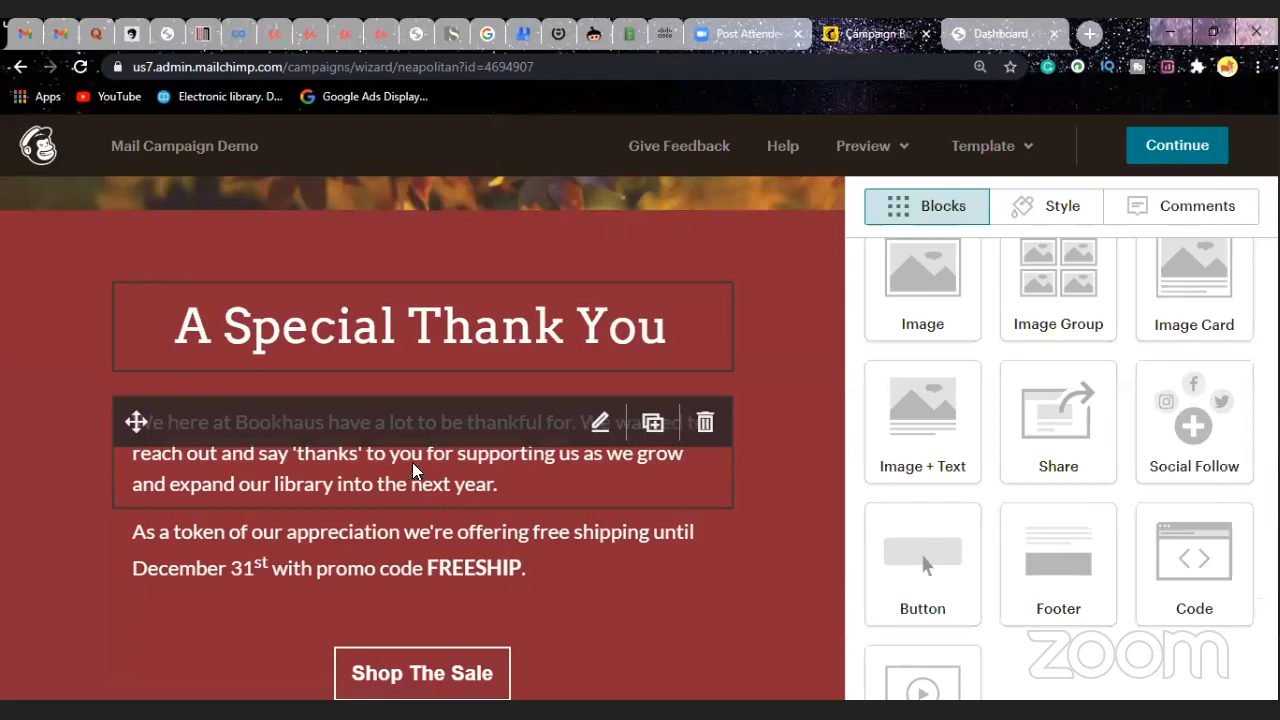 Post Attende
Campaign B
Dashboard
us7.admin.mailchimp.com/campaigns/wizard/neapolitan?id=4694907
Apps
YouTube
Electronic library. D...
Google Ads Display...
Mail Campaign Demo
Give Feedback
Help
Preview
Template
Continue
Blocks
Style
Comments
A Special Thank You
We here at Bookhaus have a lot to be thankful for. We wanted to
reach out and say 'thanks' to you for supporting us as we grow
and expand our library into the next year.
As a token of our appreciation we're offering free shipping until
December 31st with promo code FREESHIP.
Shop The Sale
Image
Image Group
Image Card
Image + Text
Share
Social Follow
Button
Footer
Code
zoom